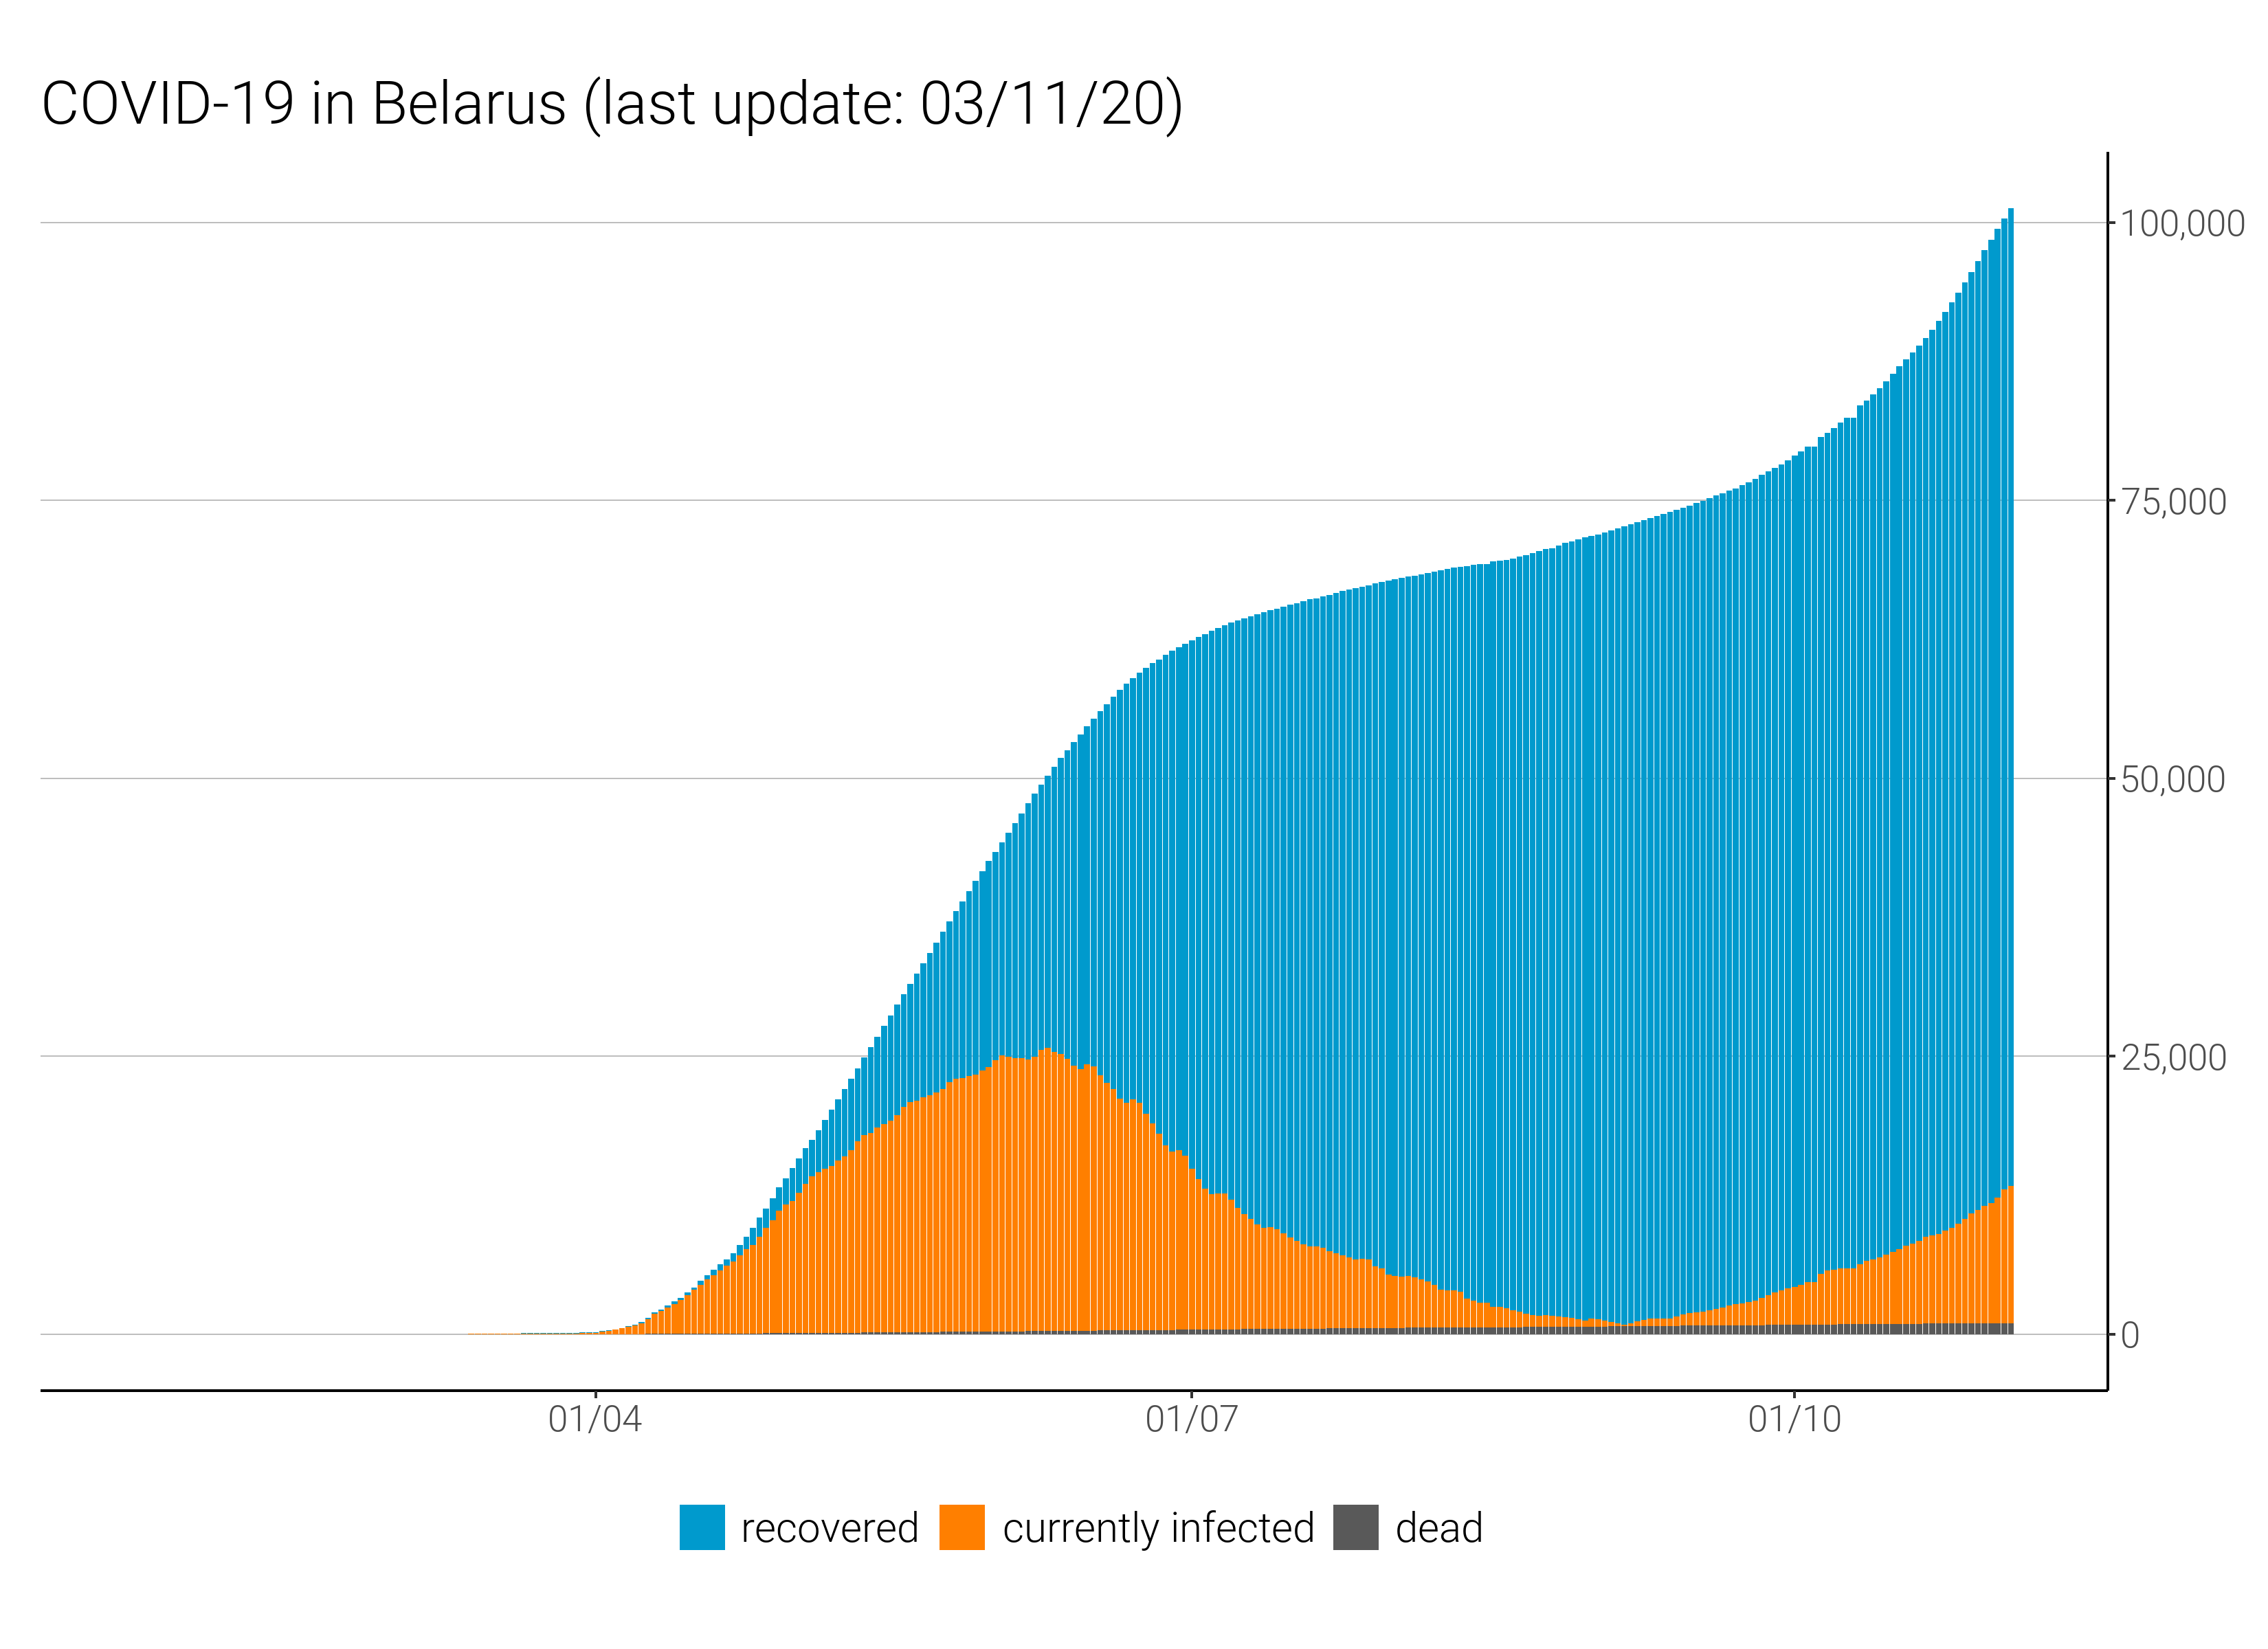 COVID-19 in Belarus (last update: 03/11/20)
100,000
75,000
50,000
25,000
0
01/04 01/07 01/10
recovered currently infected dead